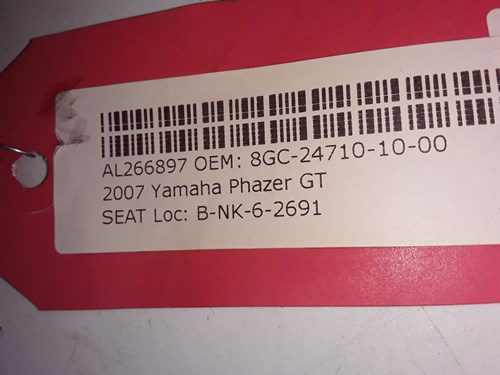 AL266897 OEM: 8GC-24710-10-00
2007 Yamaha Phazer GT
SEAT Loc: B-NK-6-2691